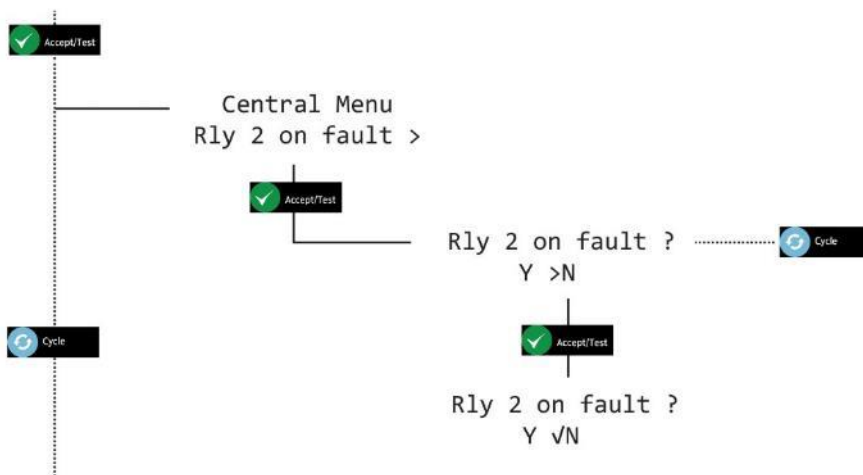 Accept/Test
Central Menu
Rly 2 on fault >
Accept/Test
Rly 2 on fault ?
Cycle
Y >N
Cycle
Accept/Test
Rly 2 on fault ?
Y √N